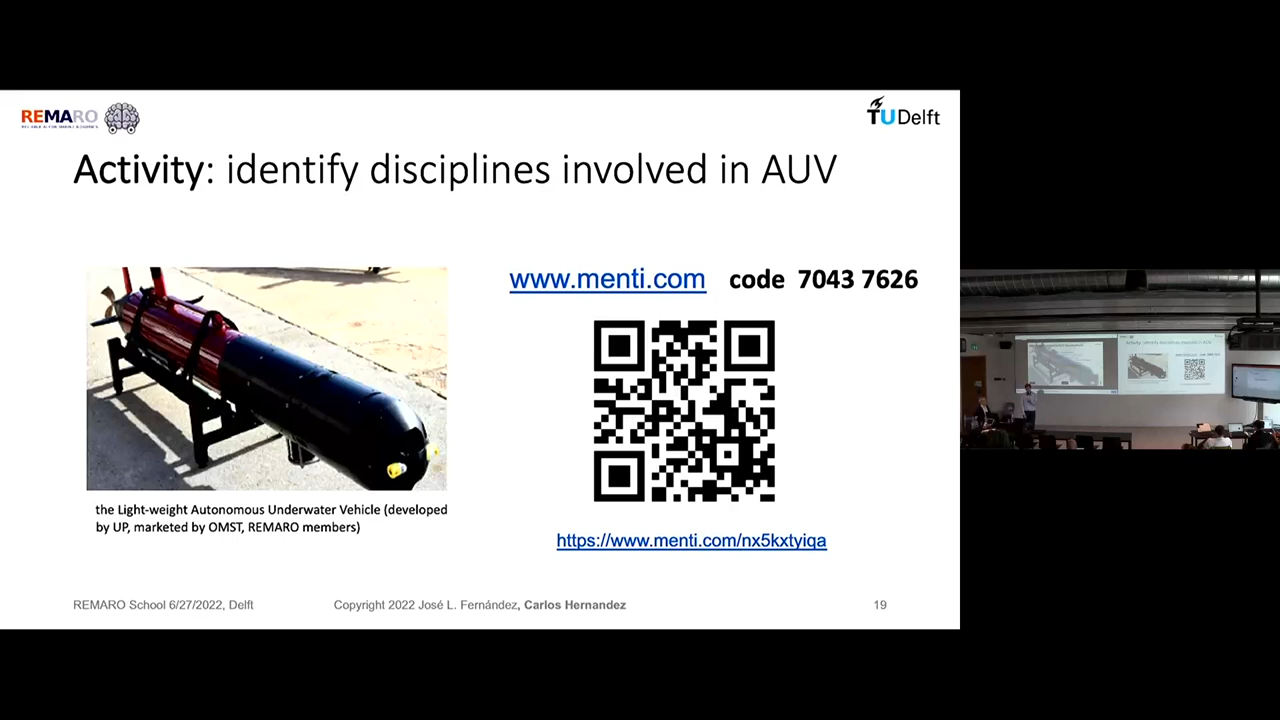 REMARO
TUDelft
Activity: identify disciplines involved in AUV
www.menti.com code 7043 7626
the Light-weight Autonomous Underwater Vehicle (developed
by UP, marketed by OMST, REMARO members)
https://www.menti.com/nx5kxtyiqa
REMARO School 6/27/2022, Delft
Copyright 2022 José L. Fernández, Carlos Hernandez
19